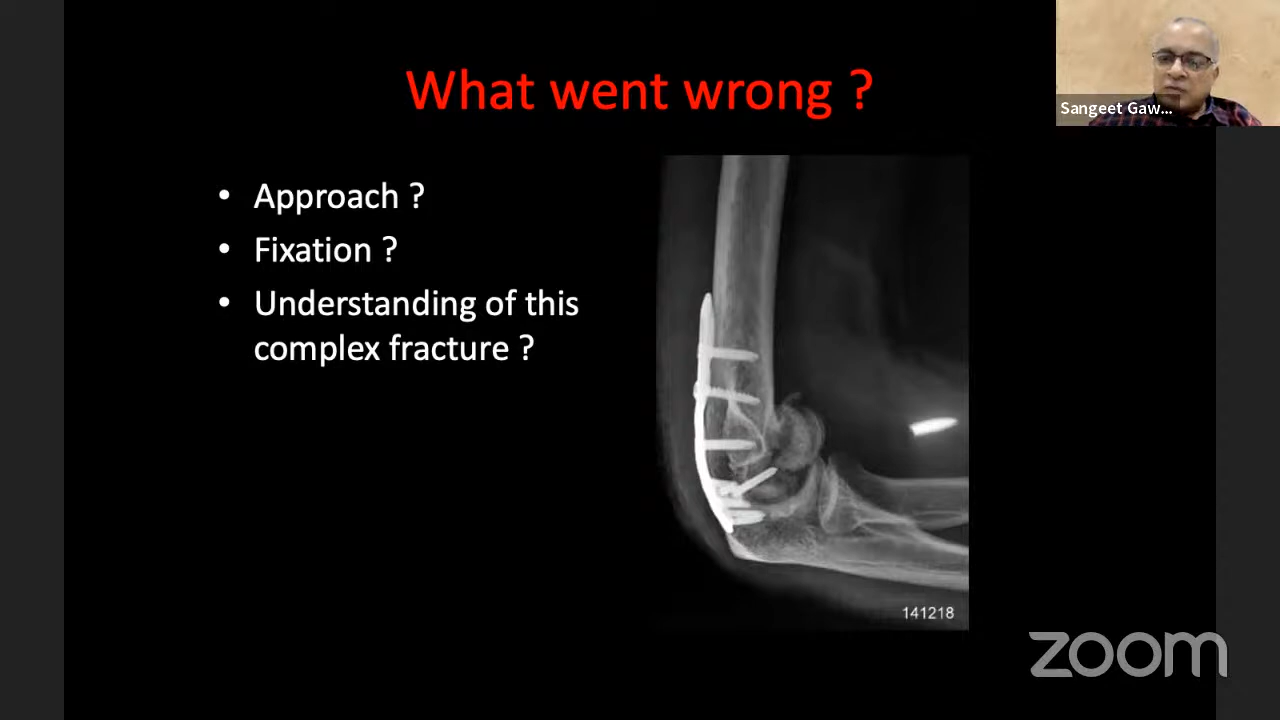 What went wrong ?
Sangeet Gaw...
• Approach ?
• Fixation ?
• Understanding of this
complex fracture ?
141218
zoom